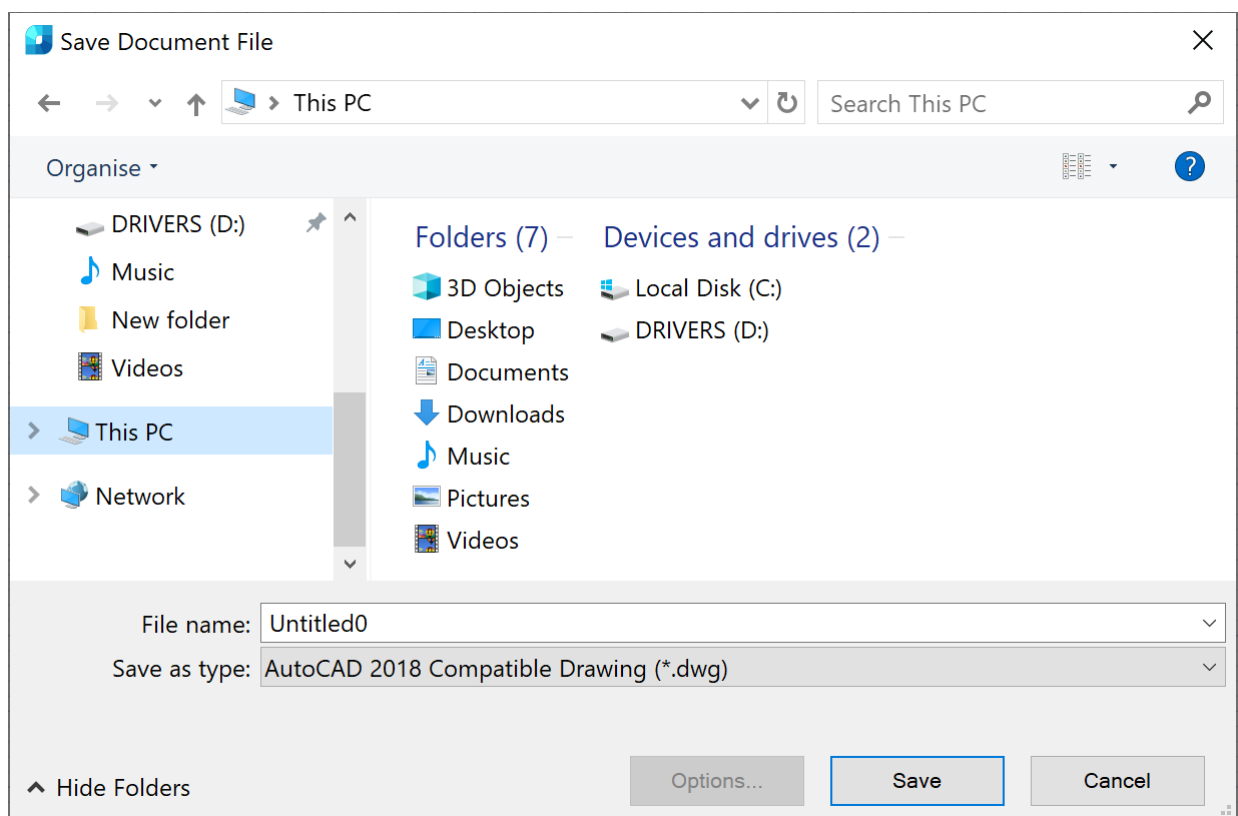 Save Document File
This PC
Search This PC
Organise
?
DRIVERS (D:)
Music
New folder
Videos
This PC
Network
Folders (7)
3D Objects
Desktop
Documents
Downloads
Music
Pictures
Videos
Devices and drives (2)
Local Disk (C:)
DRIVERS (D:)
File name: Untitled0
Save as type: AutoCAD 2018 Compatible Drawing (*.dwg)
Hide Folders
Options...
Save
Cancel